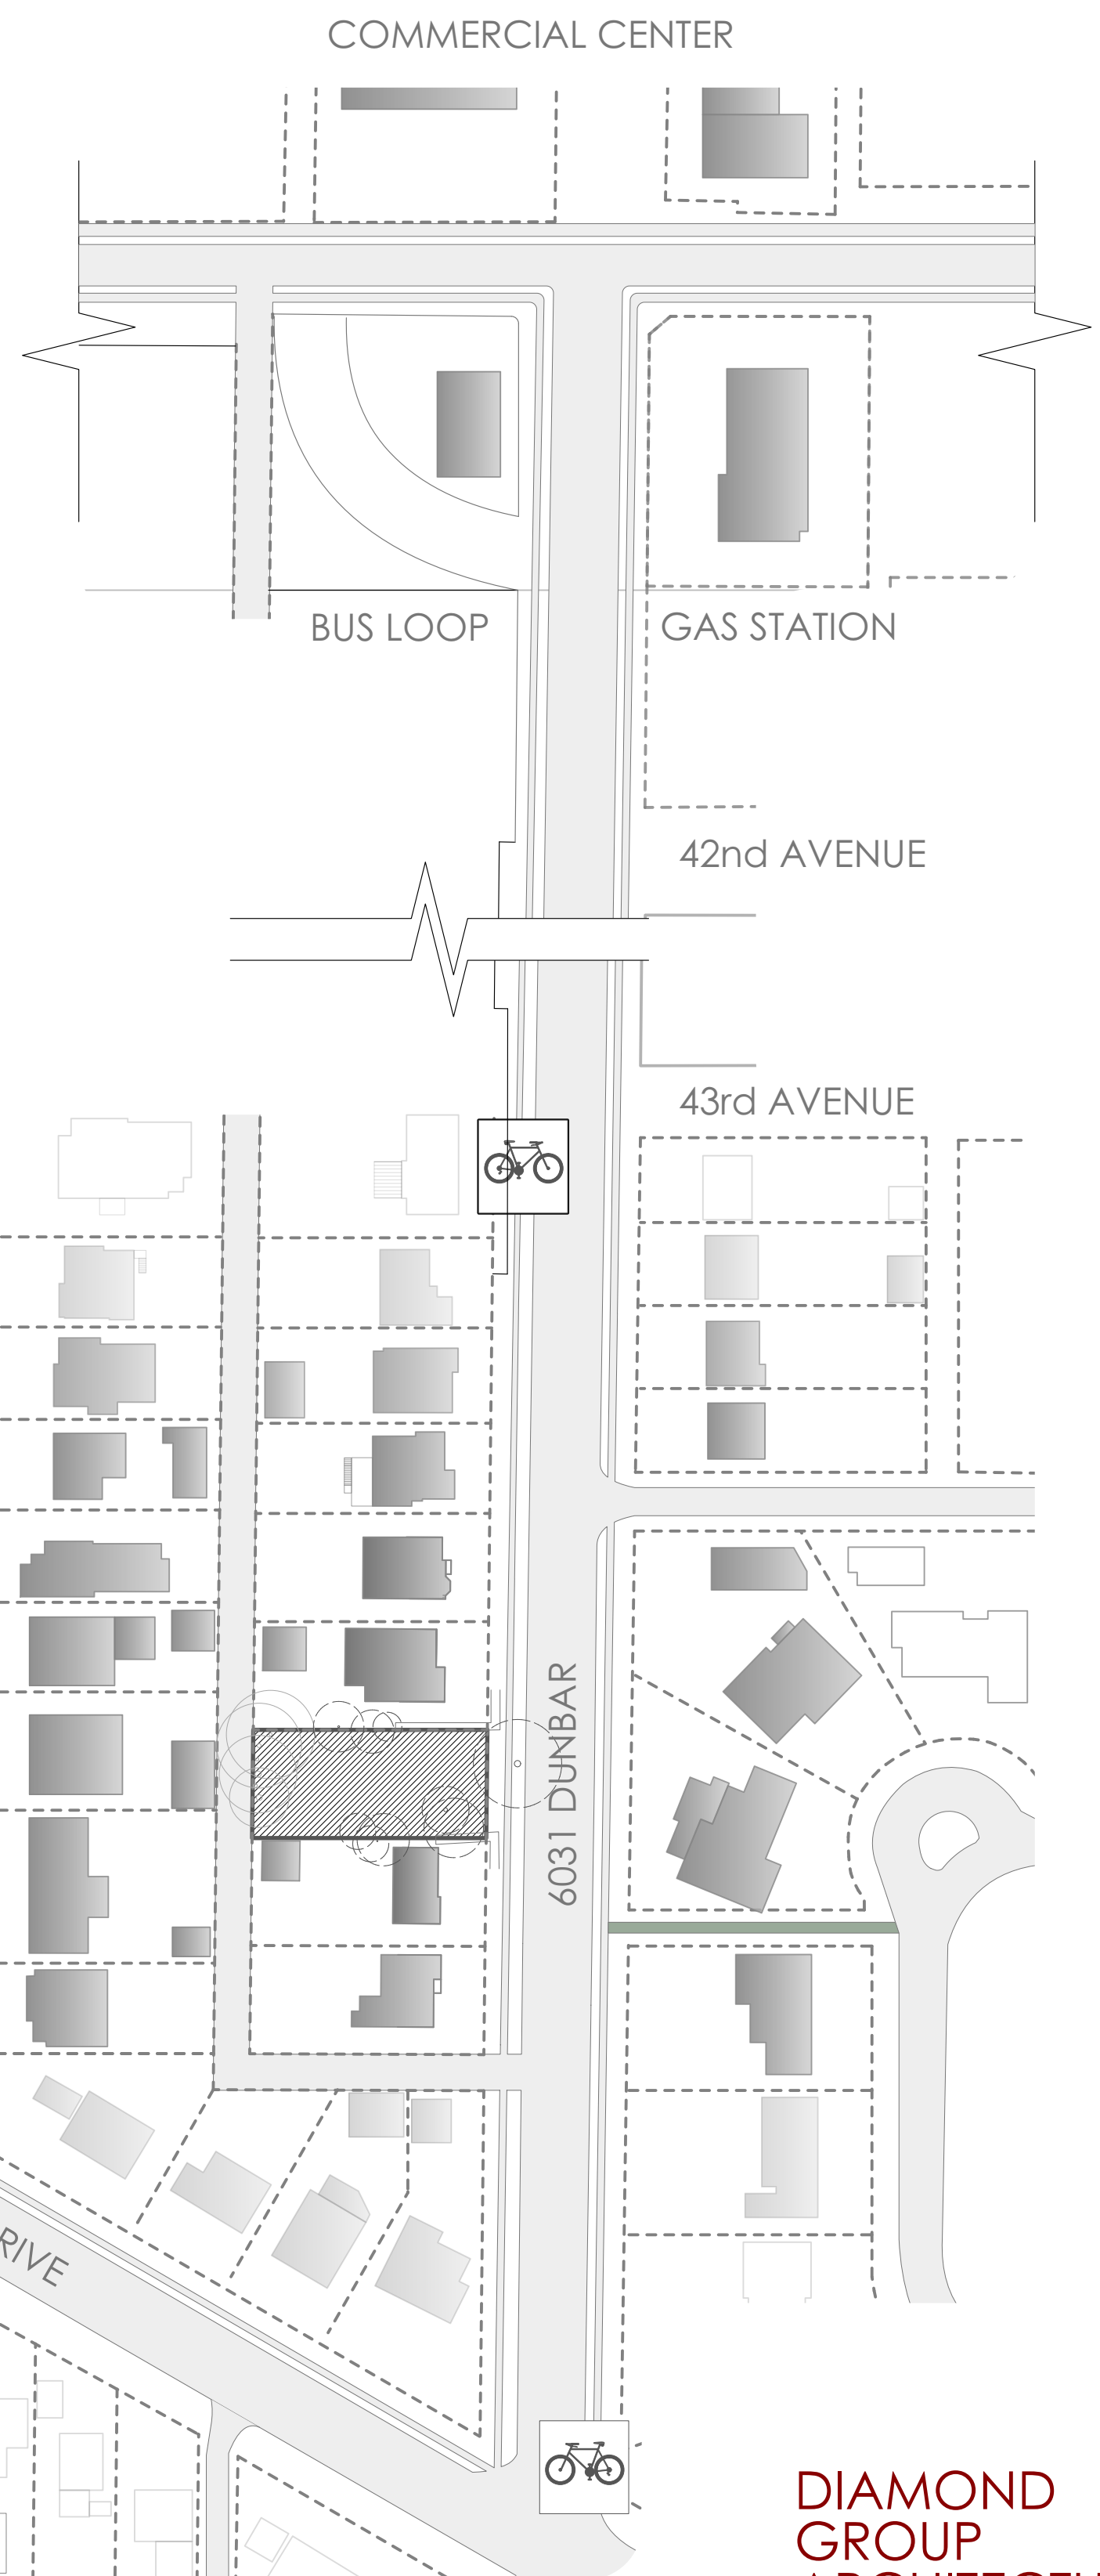 COMMERCIAL CENTER
BUS LOOP
GAS STATION
42nd AVENUE
43rd AVENUE
6031 DUNBAR
RIVE
DIAMOND
GROUP